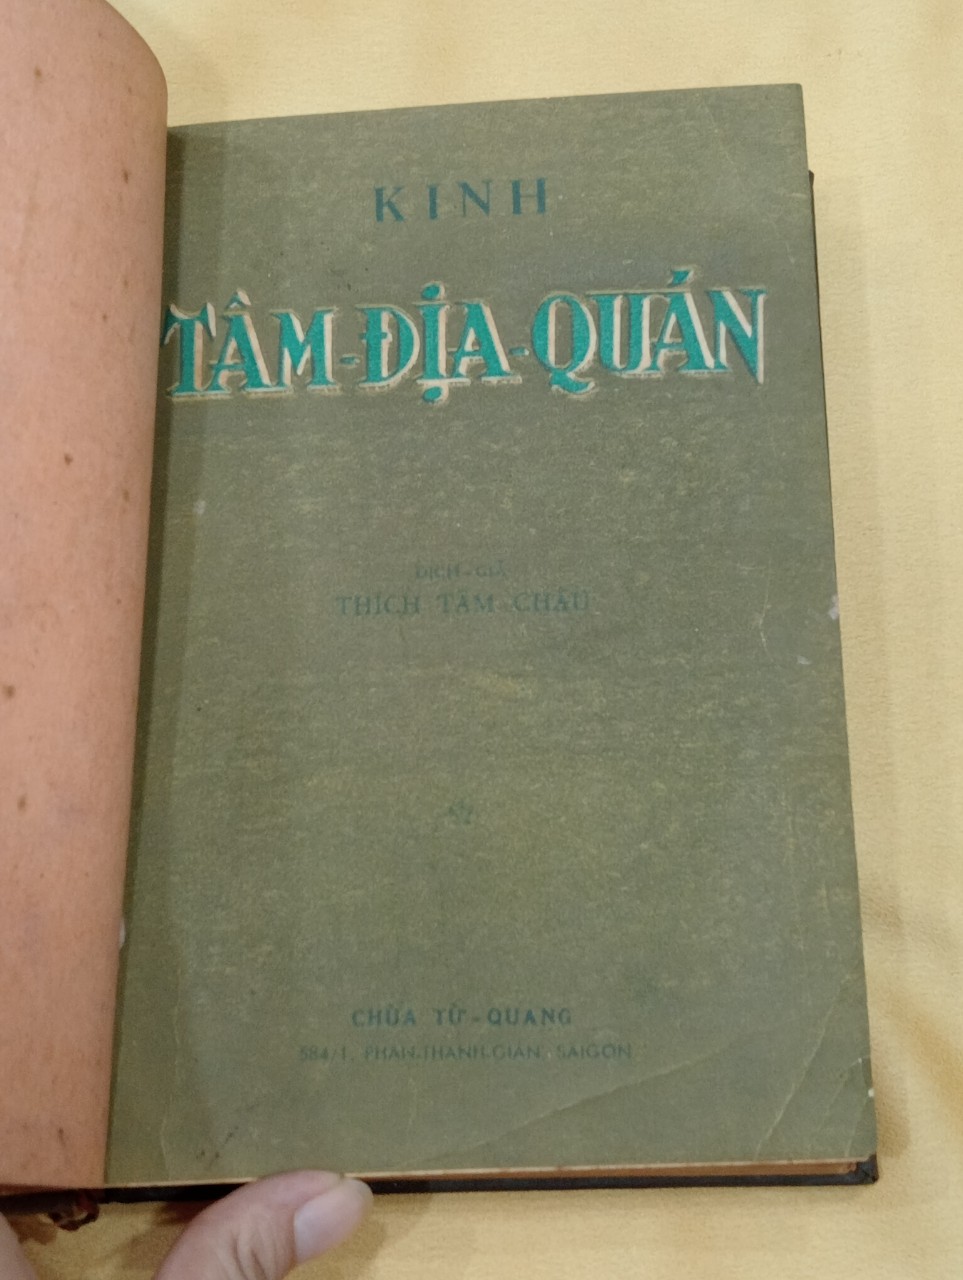 KINH
TÂM-ĐỊA-QUÁN
DỊCH-GIẢ
THÍCH TÂM CHÂU
CHÙA TỪ-QUANG
584/1, PHAN-THANH-GIẢN, SAIGON